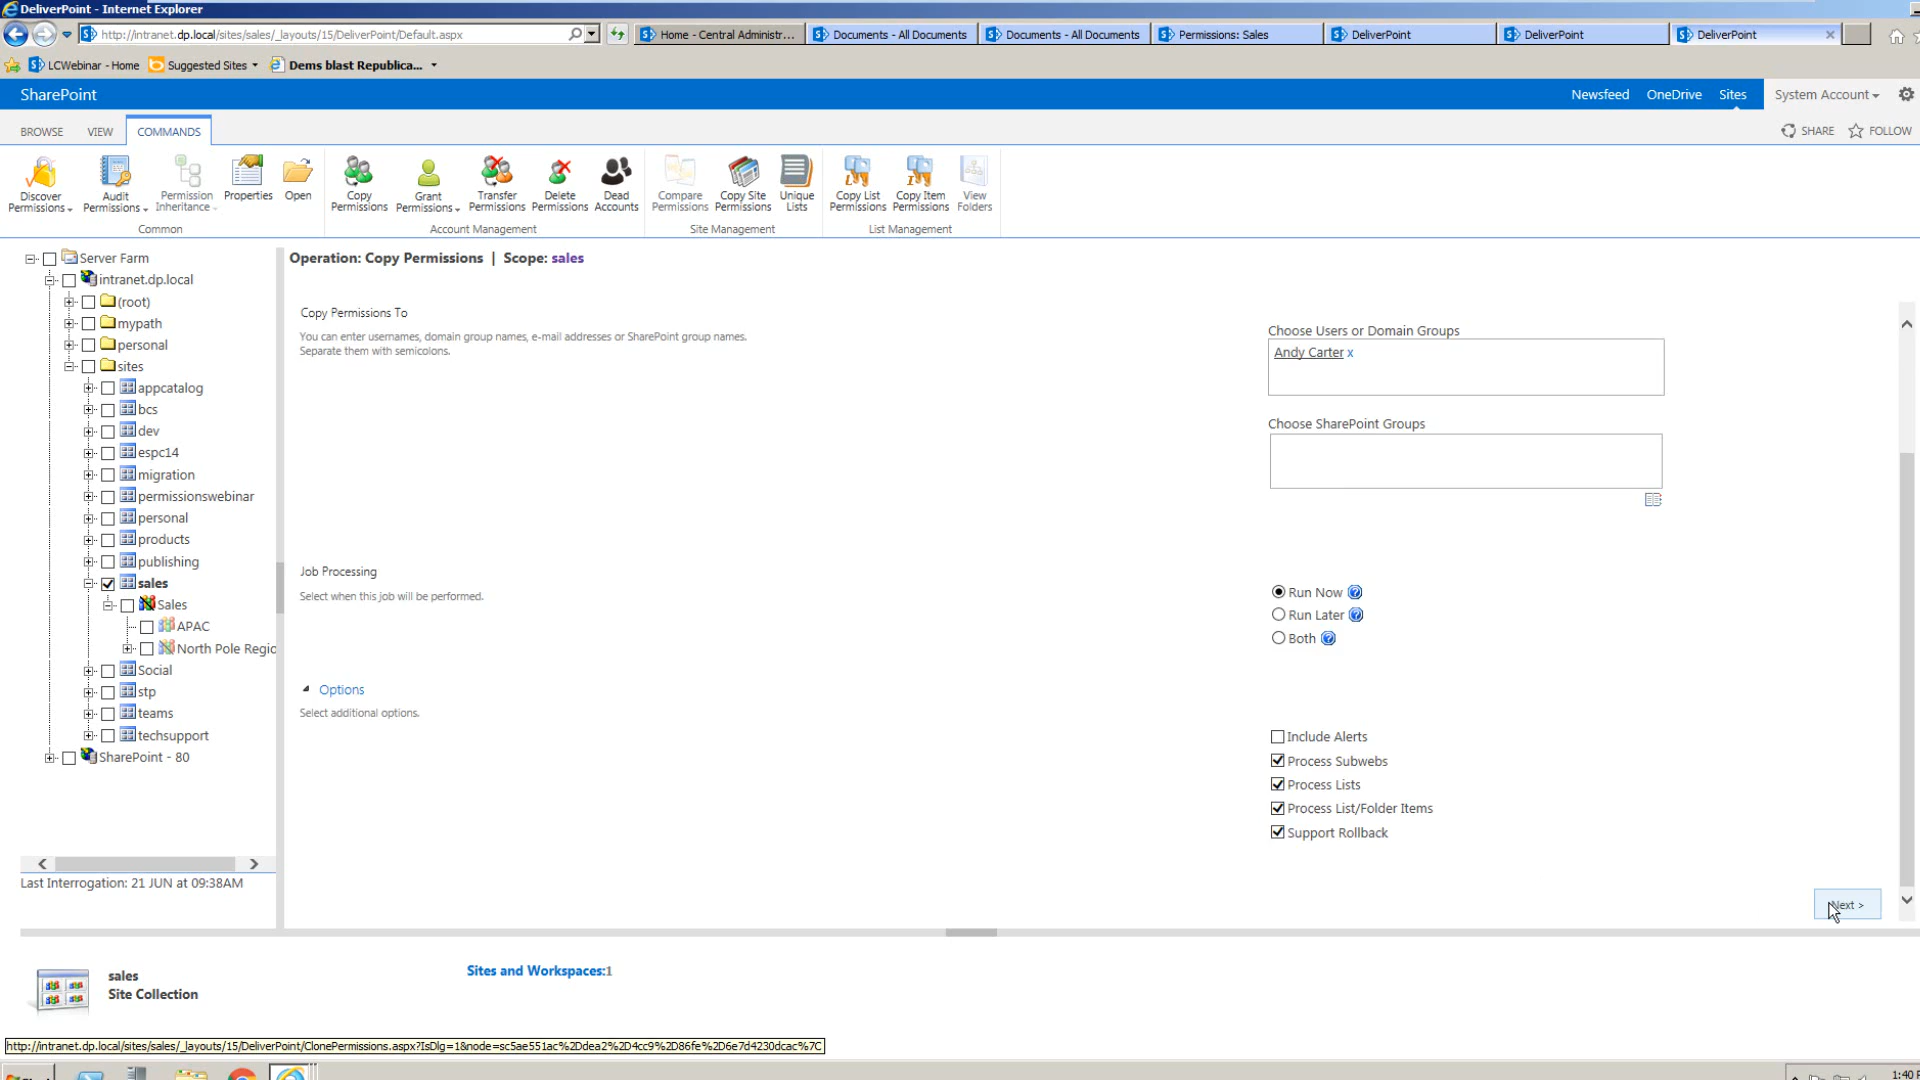 DeliverPoint - Internet Explorer
http://intranet.dp.local/sites/sales/_layouts/15/DeliverPoint/Default.aspx
Home - Central Administr...
Documents - All Documents
Documents - All Documents
Permissions: Sales
DeliverPoint
DeliverPoint
DeliverPoint
LCWebinar - Home
Suggested Sites
Dems blast Republica...
SharePoint
Newsfeed
OneDrive
Sites
System Account
BROWSE
VIEW
COMMANDS
SHARE
FOLLOW
Discover Permissions
Audit Permissions
Permission Inheritance
Properties
Open
Common
Copy Permissions
Grant Permissions
Transfer Permissions
Delete Permissions
Dead Accounts
Account Management
Compare Permissions
Copy Site Permissions
Unique Lists
Site Management
Copy List Permissions
Copy Item Permissions
View Folders
List Management
Server Farm
intranet.dp.local
(root)
mypath
personal
sites
appcatalog
bcs
dev
espc14
migration
permissionswebinar
personal
products
publishing
sales
Sales
APAC
North Pole Regio
Social
stp
teams
techsupport
SharePoint - 80
Last Interrogation: 21 JUN at 09:38AM
Operation: Copy Permissions | Scope: sales
Copy Permissions To
You can enter usernames, domain group names, e-mail addresses or SharePoint group names.
Separate them with semicolons.
Choose Users or Domain Groups
Andy Carter x
Choose SharePoint Groups
Job Processing
Select when this job will be performed.
Run Now
Run Later
Both
Options
Select additional options.
Include Alerts
Process Subwebs
Process Lists
Process List/Folder Items
Support Rollback
Next >
sales
Site Collection
Sites and Workspaces:1
http://intranet.dp.local/sites/sales/_layouts/15/DeliverPoint/ClonePermissions.aspx?IsDlg=1&node=sc5ae551ac%2Ddea2%2D4cc9%2D86fe%2D6e7d4230dcac%7C
1:40 P